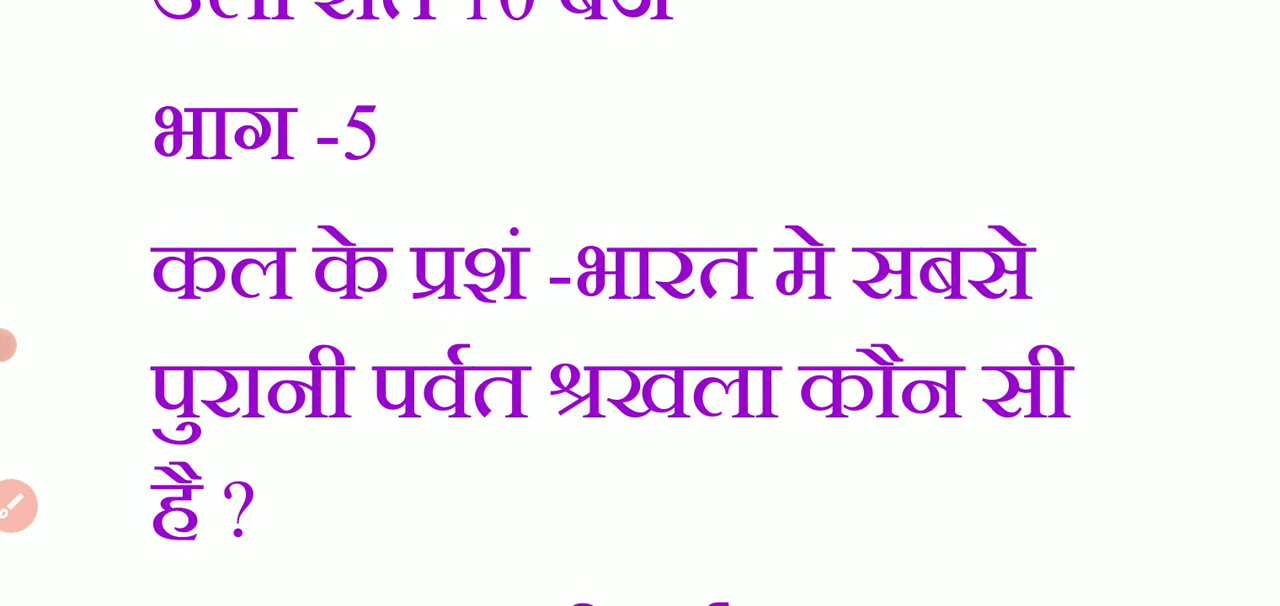 भाग -5
कल के प्रशं -भारत मे सबसे
पुरानी पर्वत श्रखला कौन सी
है ?